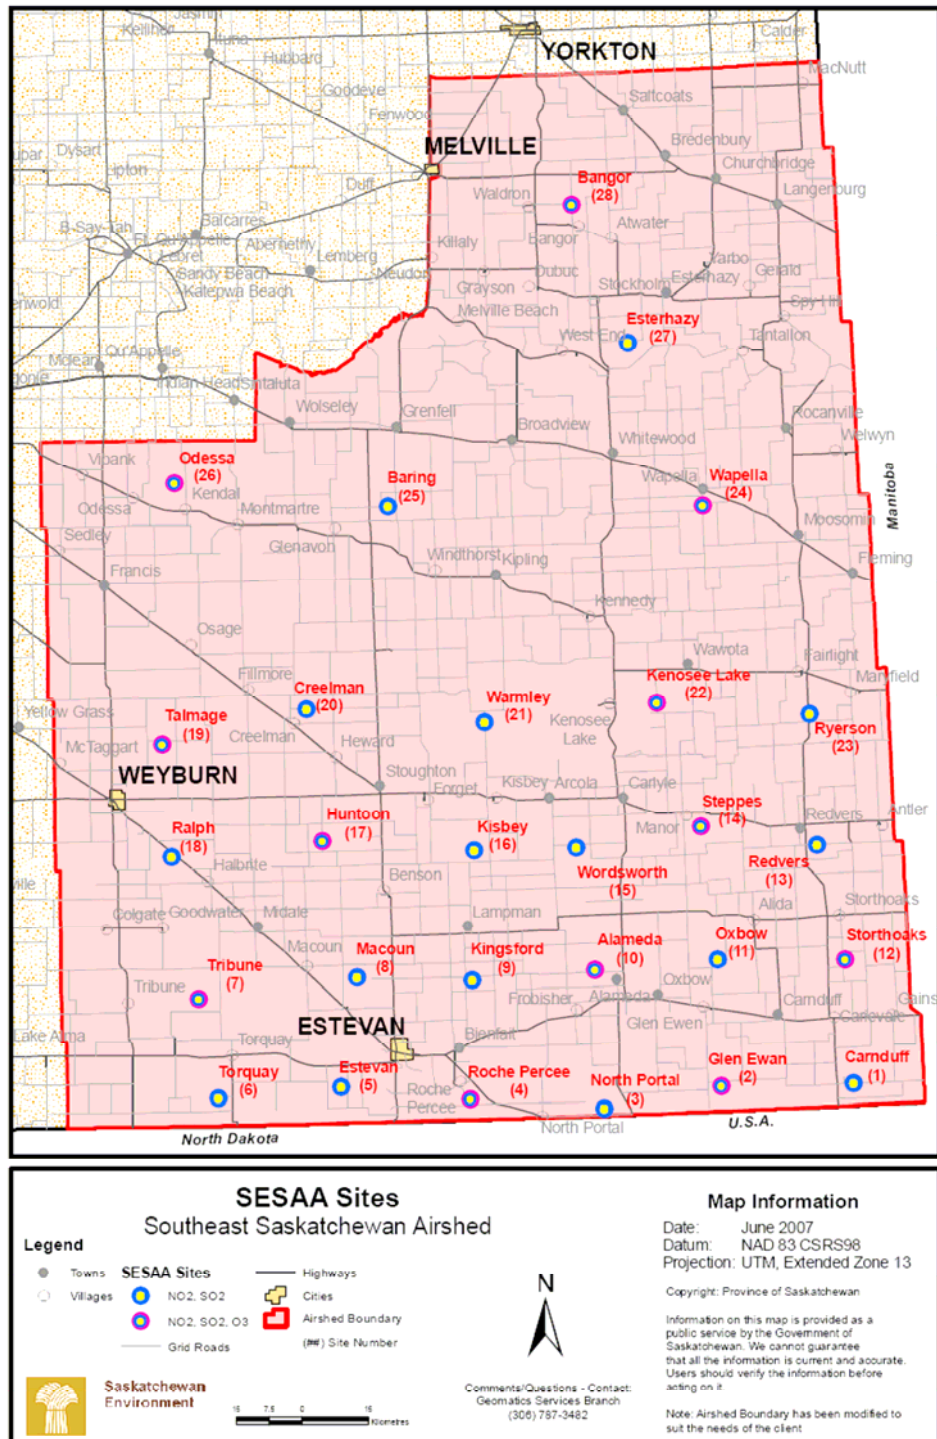 Jasmin
Kelliher
Ituna
Hubbard
Goodeve
Fenwood
YORKTON
Calder
MacNutt
Saltcoats
Bredenbury
Churchbridge
Langenburg
MELVILLE
Dysart
Lipton
Duff
Waldron
Bangor
(28)
Atwater
Bangor
B-Say-Tah
Balcarres
Ft. Qu'Appelle
Abernethy
Lebret
Lemberg
Sandy Beach
Katepwa Beach
Neudorf
Killaly
Dubuc
Grayson
Stockholm
Esterhazy
Yarbo
Gerald
Melville Beach
Spy Hill
Esterhazy
(27)
West End
Tantallon
Mclean
Qu'Appelle
Indian Head
Sintaluta
Wolseley
Grenfell
Broadview
Whitewood
Rocanville
Welwyn
Vibank
Odessa
(26)
Kendal
Odessa
Montmartre
Baring
(25)
Wapella
Wapella
(24)
Manitoba
Sedley
Glenavon
Windthorst
Kipling
Moosomin
Fleming
Francis
Kennedy
Osage
Wawota
Fairlight
Maryfield
Fillmore
Creelman
(20)
Warmley
(21)
Kenosee Lake
(22)
Kenosee
Lake
Ryerson
(23)
Yellow Grass
Talmage
(19)
McTaggart
Creelman
Heward
WEYBURN
Stoughton
Forget
Kisbey
Arcola
Carlyle
Steppes
(14)
Manor
Redvers
Antler
Ralph
(18)
Huntoon
(17)
Kisbey
(16)
Wordsworth
(15)
Redvers
(13)
Halbrite
Benson
Colgate
Goodwater
Midale
Lampman
Alida
Storthoaks
Macoun
Macoun
(8)
Kingsford
(9)
Alameda
(10)
Oxbow
(11)
Storthoaks
(12)
Tribune
(7)
Tribune
Frobisher
Alameda
Oxbow
Glen Ewen
Carnduff
Carievale
Gains
Lake Alma
Torquay
ESTEVAN
Bienfait
Torquay
(6)
Estevan
(5)
Roche
Percee
Roche Percee
(4)
North Portal
(3)
Glen Ewan
(2)
Carnduff
(1)
North Portal
North Dakota
U.S.A.
SESAA Sites
Southeast Saskatchewan Airshed
Legend
Towns
Villages
SESAA Sites
NO2, SO2
NO2, SO2, O3
Grid Roads
Highways
Cities
Airshed Boundary
(##) Site Number
Saskatchewan
Environment
15 7.5 0 15
Kilometres
N
Comments/Questions - Contact:
Geomatics Services Branch
(306) 787-3482
Map Information
Date: June 2007
Datum: NAD 83 CSRS98
Projection: UTM, Extended Zone 13
Copyright: Province of Saskatchewan
Information on this map is provided as a
public service by the Government of
Saskatchewan. We cannot guarantee
that all the information is current and accurate.
Users should verify the information before
acting on it
Note: Airshed Boundary has been modified to
suit the needs of the client